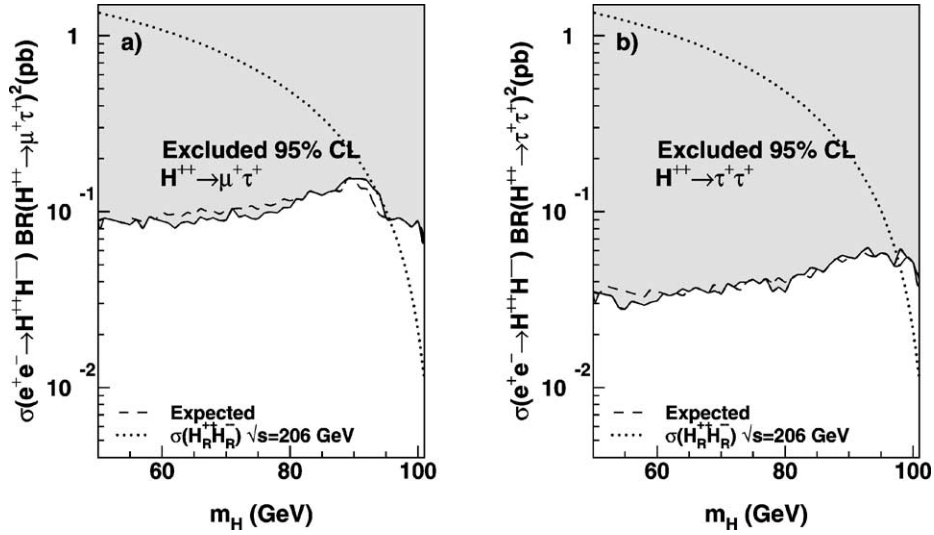 σ(e⁺e⁻→H⁺⁺H⁻⁻) BR(H⁺⁺→μ⁺τ⁺)²(pb)
1
10⁻¹
10⁻²
a)
Excluded 95% CL
H⁺⁺→μ⁺τ⁺
Expected
σ(H_R⁺⁺H_R⁻⁻) √s=206 GeV
60 80 100
m_H (GeV)
σ(e⁺e⁻→H⁺⁺H⁻⁻) BR(H⁺⁺→τ⁺τ⁺)²(pb)
1
10⁻¹
10⁻²
b)
Excluded 95% CL
H⁺⁺→τ⁺τ⁺
Expected
σ(H_R⁺⁺H_R⁻⁻) √s=206 GeV
60 80 100
m_H (GeV)